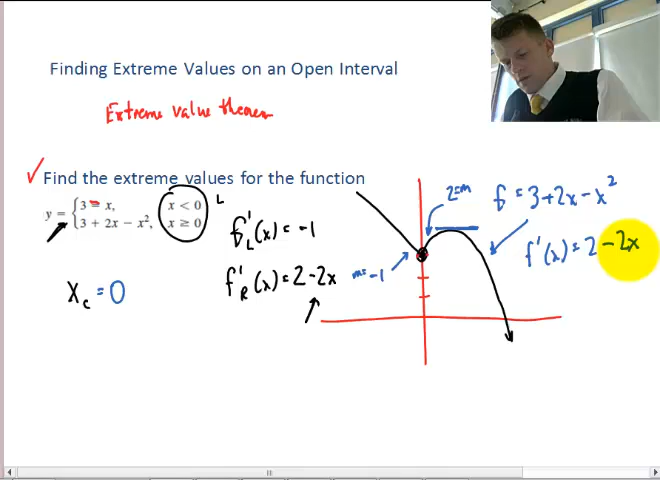 Finding Extreme Values on an Open Interval
Extreme value theorem
✓ Find the extreme values for the function
y = { 3 - x, x < 0 L
3 + 2x - x², x ≥ 0
f'L(x) = -1
f'R(x) = 2-2x
Xc = 0
2=m
m=-1
f = 3+2x-x²
f'(x) = 2-2x